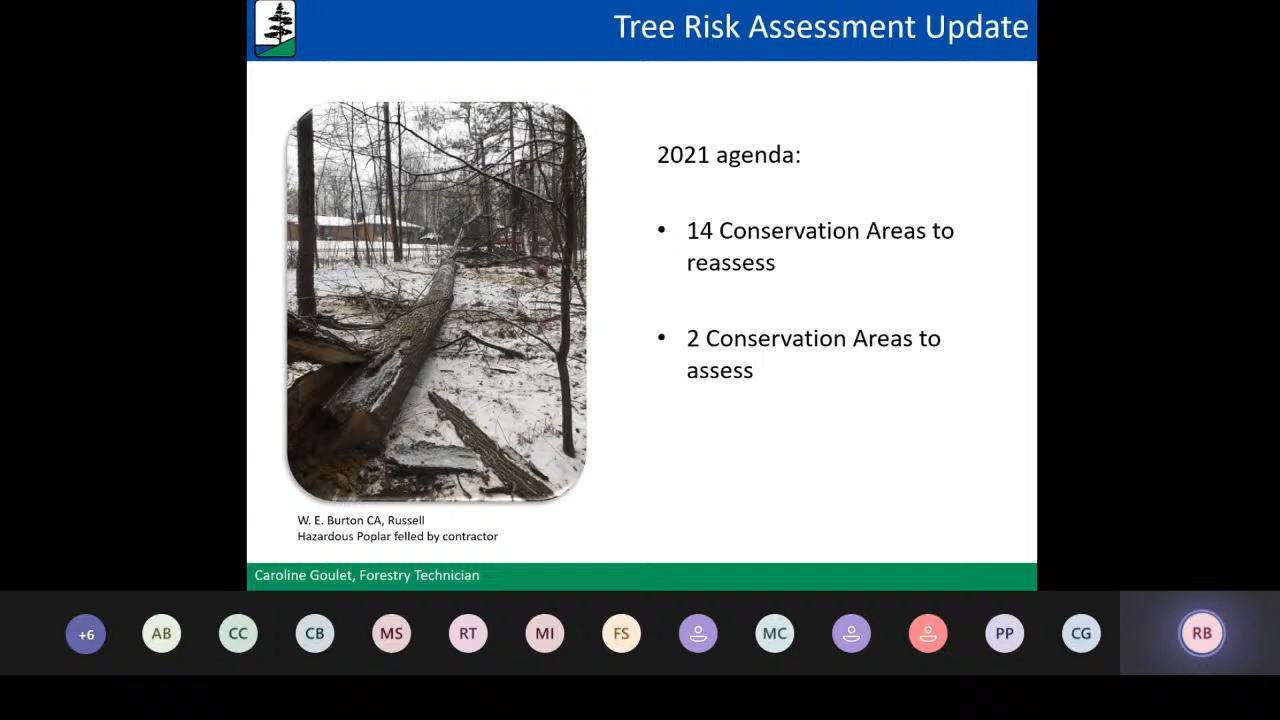 Tree Risk Assessment Update
2021 agenda:
• 14 Conservation Areas to
reassess
• 2 Conservation Areas to
assess
W. E. Burton CA, Russell
Hazardous Poplar felled by contractor
Caroline Goulet, Forestry Technician
+6 AB CC CB MS RT MI FS MC PP CG RB